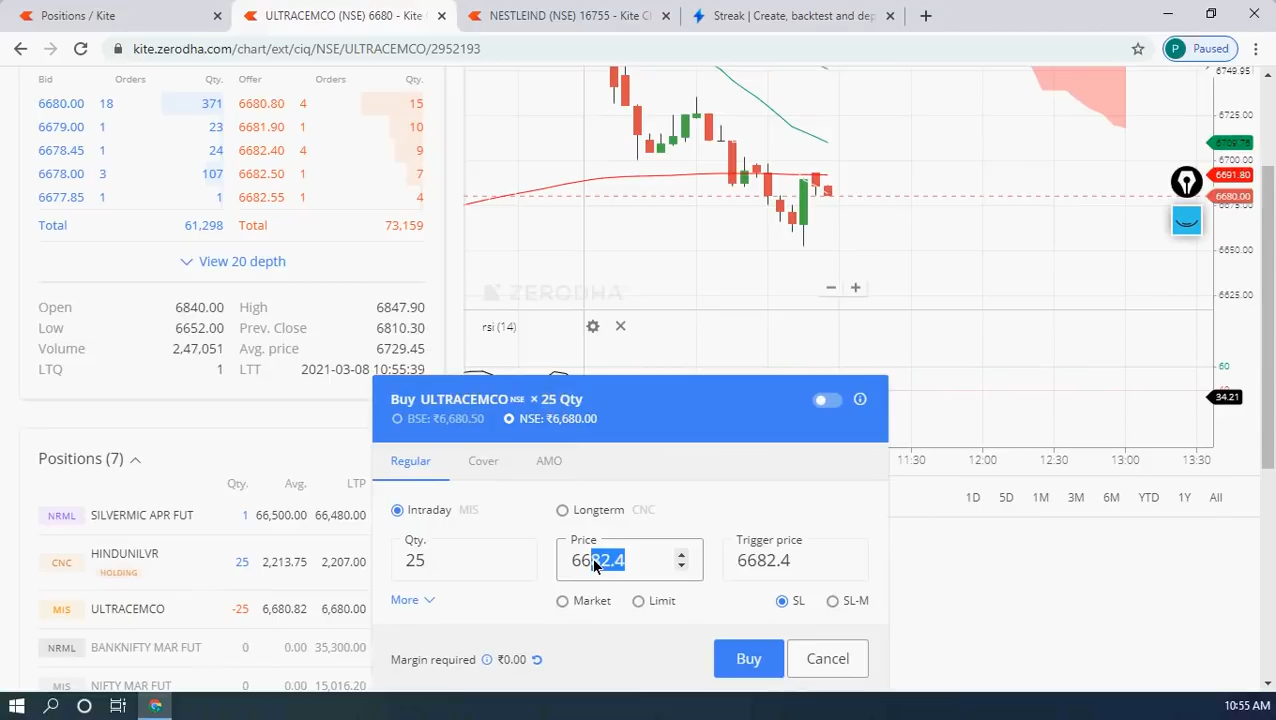 Positions / Kite
ULTRACEMCO (NSE) 6680 - Kite
NESTLEIND (NSE) 16755 - Kite C
Streak | Create, backtest and dep
kite.zerodha.com/chart/ext/ciq/NSE/ULTRACEMCO/2952193
P Paused
Bid Orders Qty. Offer Orders Qty.
6680.00 18 371 6680.80 4 15
6679.00 1 23 6681.90 1 10
6678.45 1 24 6682.40 4 9
6678.00 3 107 6682.50 1 7
6677.85 1 1 6682.55 1 4
Total 61,298 Total 73,159
View 20 depth
Open 6840.00 High 6847.90
Low 6652.00 Prev. Close 6810.30
Volume 2,47,051 Avg. price 6729.45
LTQ 1 LTT 2021-03-08 10:55:39
6749.95
6725.00
6709.75
6700.00
6691.80
6680.00
6675.00
6650.00
6625.00
ZERODHA
rsi (14)
60
34.21
11:30 12:00 12:30 13:00 13:30
1D 5D 1M 3M 6M YTD 1Y All
Positions (7)
Qty. Avg. LTP
NRML SILVERMIC APR FUT 1 66,500.00 66,480.00
CNC HINDUNILVR 25 2,213.75 2,207.00
HOLDING
MIS ULTRACEMCO -25 6,680.82 6,680.00
NRML BANKNIFTY MAR FUT 0 0.00 35,300.00
MIS NIFTY MAR FUT 0 0.00 15,016.20
Buy ULTRACEMCO NSE × 25 Qty
BSE: ₹6,680.50 NSE: ₹6,680.00
Regular Cover AMO
Intraday MIS Longterm CNC
Qty. Price Trigger price
25 6682.4 6682.4
More Market Limit SL SL-M
Margin required ₹0.00 Buy Cancel
10:55 AM